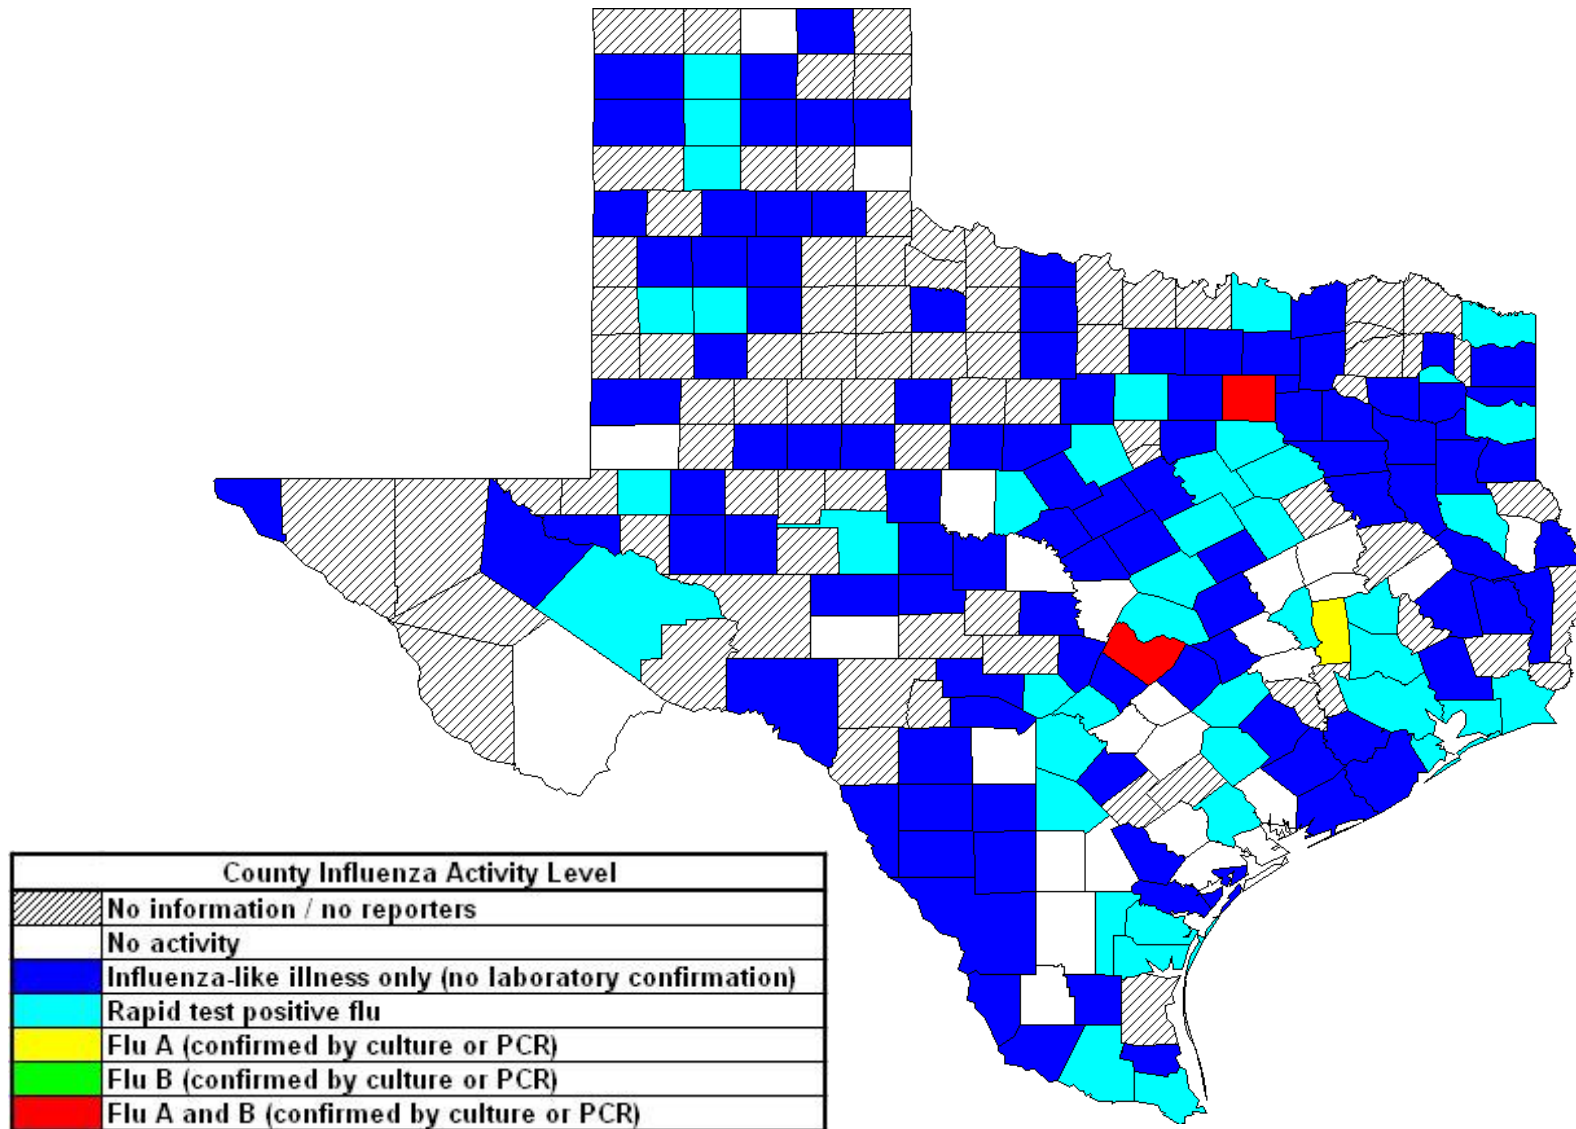 County Influenza Activity Level
No information / no reporters
No activity
Influenza-like illness only (no laboratory confirmation)
Rapid test positive flu
Flu A (confirmed by culture or PCR)
Flu B (confirmed by culture or PCR)
Flu A and B (confirmed by culture or PCR)